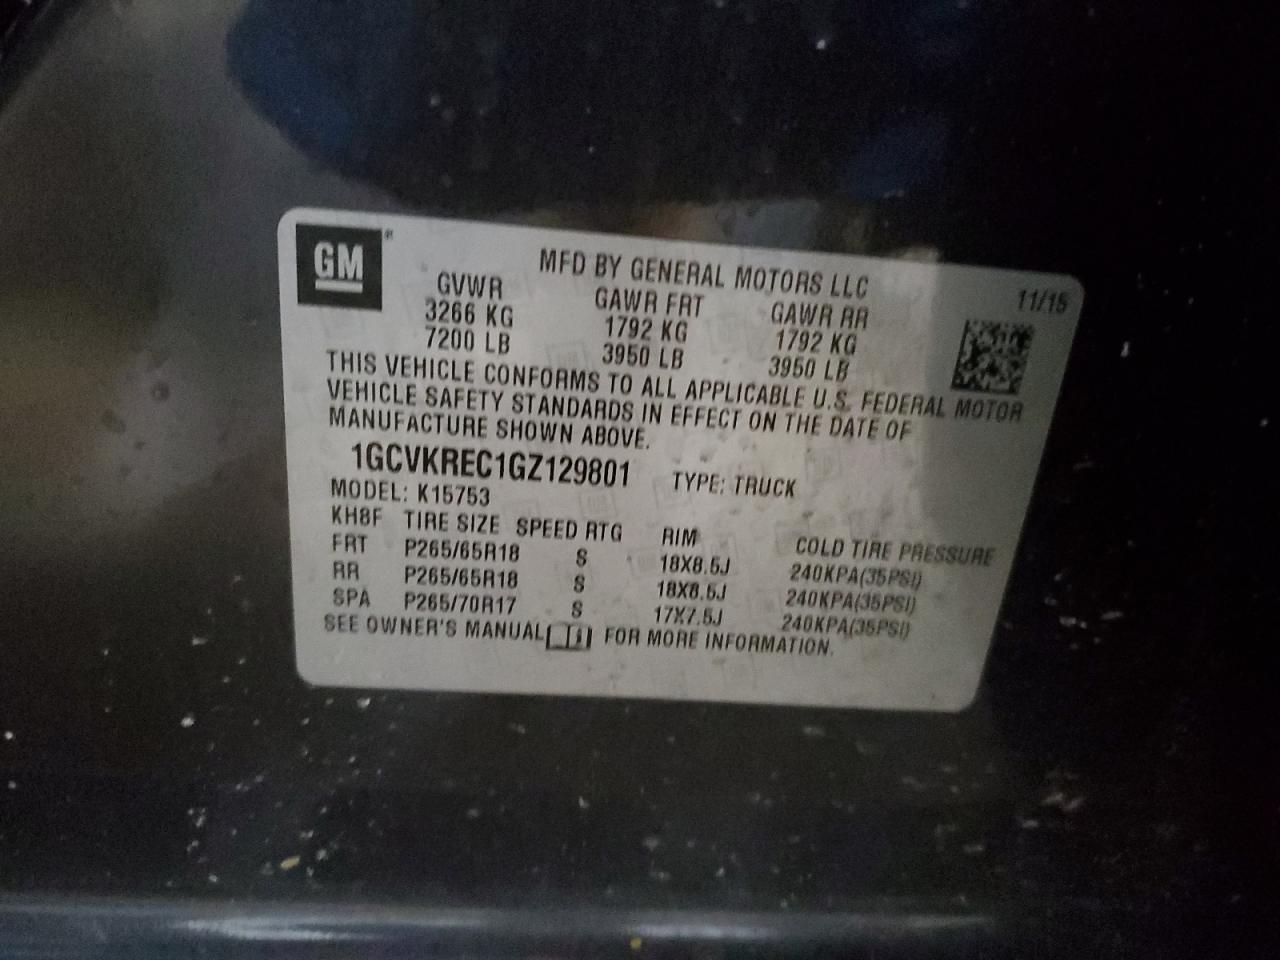 GM
MFD BY GENERAL MOTORS LLC
11/15
GVWR GAWR FRT GAWR RR
3266 KG 1792 KG 1792 KG
7200 LB 3950 LB 3950 LB
THIS VEHICLE CONFORMS TO ALL APPLICABLE U.S. FEDERAL MOTOR
VEHICLE SAFETY STANDARDS IN EFFECT ON THE DATE OF
MANUFACTURE SHOWN ABOVE.
1GCVKREC1GZ129801 TYPE: TRUCK
MODEL: K15753
KH8F TIRE SIZE SPEED RTG RIM COLD TIRE PRESSURE
FRT P265/65R18 S 18X8.5J 240KPA(35PSI)
RR P265/65R18 S 18X8.5J 240KPA(35PSI)
SPA P265/70R17 S 17X7.5J 240KPA(35PSI)
SEE OWNER'S MANUAL FOR MORE INFORMATION.